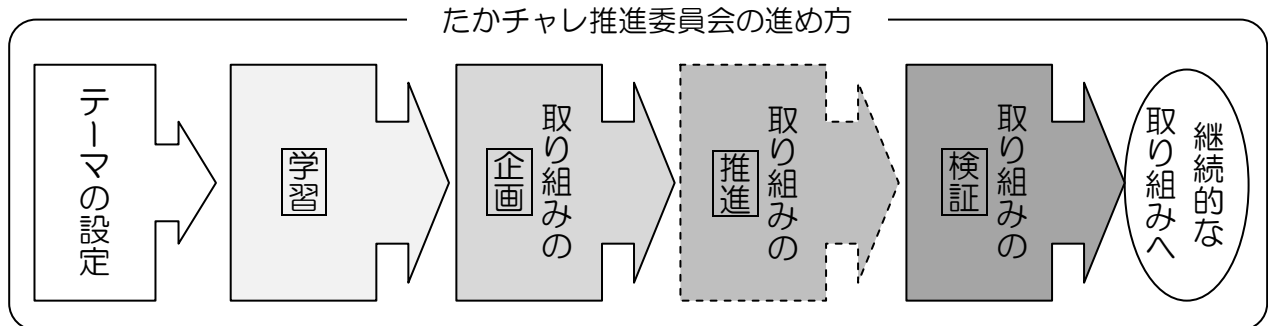 たかチャレ推進委員会の進め方
テーマの設定
学習
取り組みの
企画
取り組みの
推進
取り組みの
検証
継続的な
取り組みへ